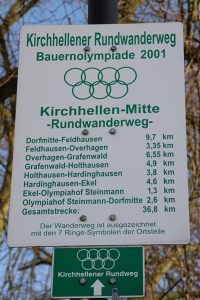 Kirchhellener Rundwanderweg
Bauernolympiade 2001
Kirchhellen-Mitte
-Rundwanderweg-
Dorfmitte-Feldhausen 9,7 km
Feldhausen-Overhagen 3,35 km
Overhagen-Grafenwald 6,55 km
Grafenwald-Holthausen 4,9 km
Holthausen-Hardinghausen 3,8 km
Hardinghausen-Ekel 4,6 km
Ekel-Olympiahof Steinmann 1,3 km
Olympiahof Steinmann-Dorfmitte 2,6 km
Gesamtstrecke: 36,8 km
Der Wanderweg ist ausgezeichnet
mit den 7 Ringe-Symbolen der Ortsteile
Kirchhellener Rundweg